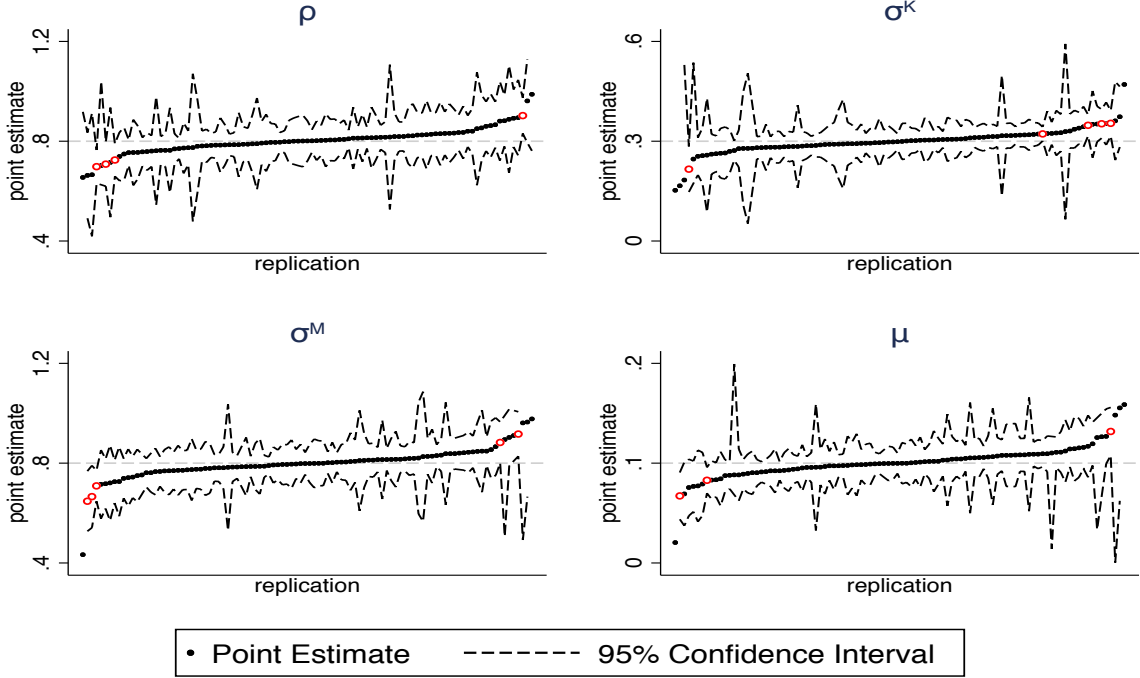 ρ
point estimate
1.2
.8
.4
replication
σᴷ
point estimate
.6
.3
0
replication
σᴹ
point estimate
1.2
.8
.4
replication
μ
point estimate
.2
.1
0
replication
Point Estimate
95% Confidence Interval